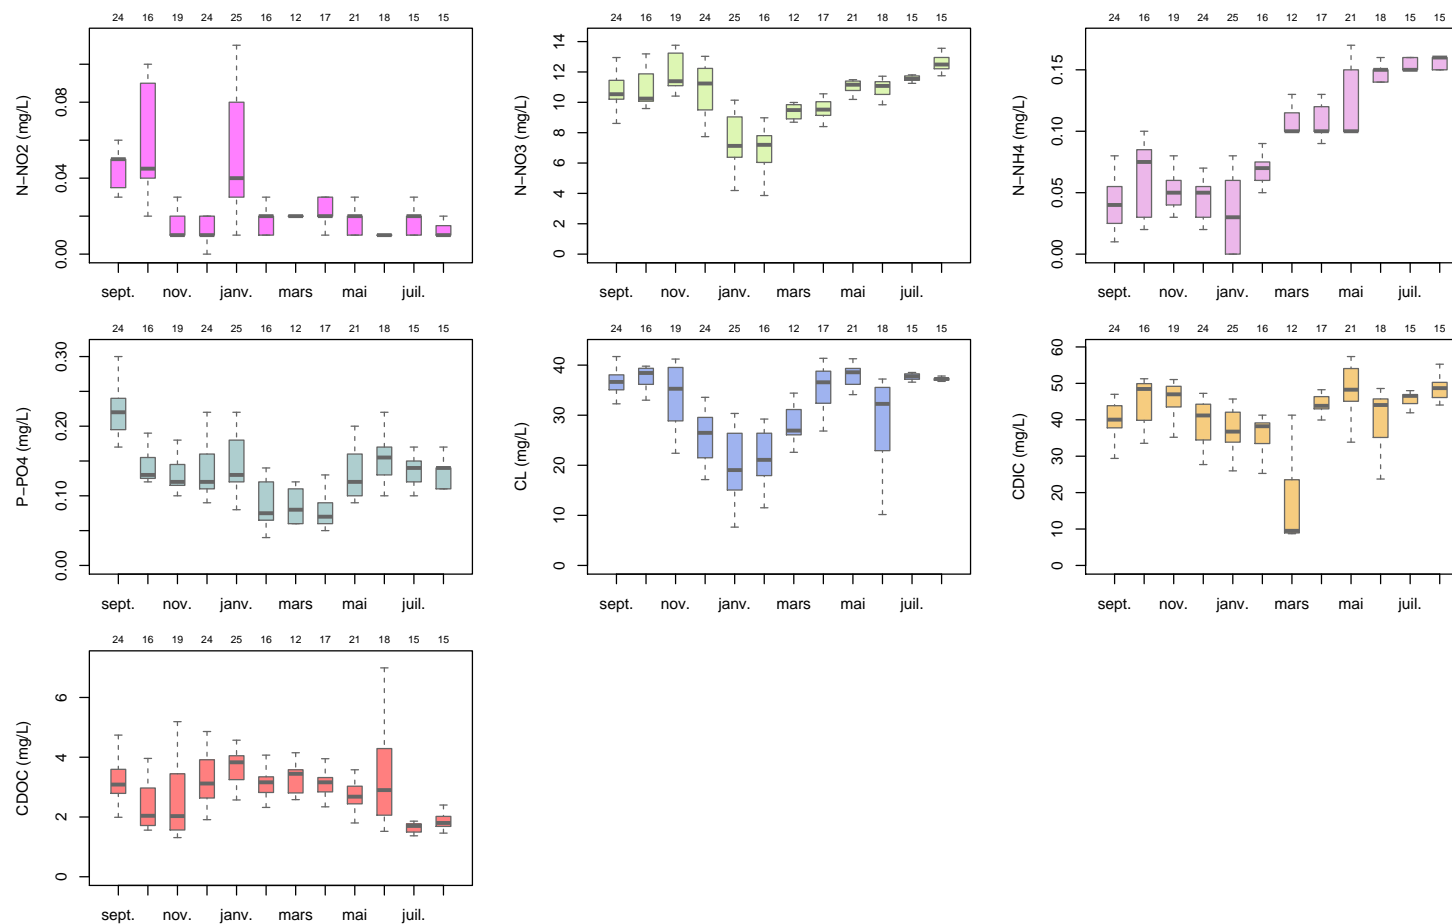 24 16 19 24 25 16 12 17 21 18 15 15
N−NO2 (mg/L)
0.00 0.04 0.08
sept. nov. janv. mars mai juil.
24 16 19 24 25 16 12 17 21 18 15 15
N−NO3 (mg/L)
0 2 4 6 8 10 12 14
sept. nov. janv. mars mai juil.
24 16 19 24 25 16 12 17 21 18 15 15
N−NH4 (mg/L)
0.00 0.05 0.10 0.15
sept. nov. janv. mars mai juil.
24 16 19 24 25 16 12 17 21 18 15 15
P−PO4 (mg/L)
0.00 0.10 0.20 0.30
sept. nov. janv. mars mai juil.
24 16 19 24 25 16 12 17 21 18 15 15
CL (mg/L)
0 10 20 30 40
sept. nov. janv. mars mai juil.
24 16 19 24 25 16 12 17 21 18 15 15
CDIC (mg/L)
0 10 20 30 40 50 60
sept. nov. janv. mars mai juil.
24 16 19 24 25 16 12 17 21 18 15 15
CDOC (mg/L)
0 2 4 6
sept. nov. janv. mars mai juil.